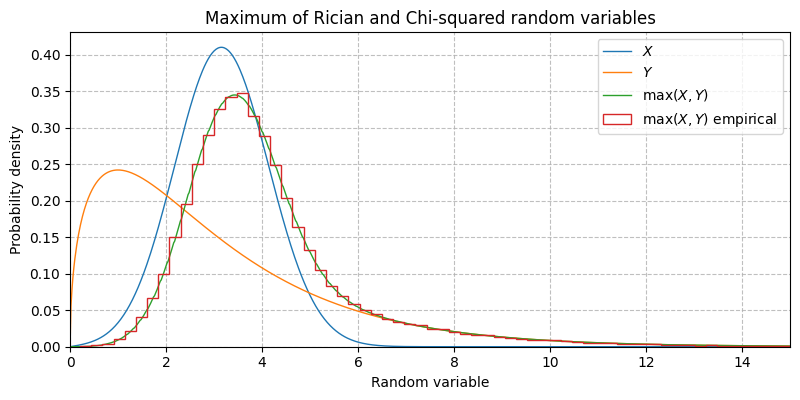 Maximum of Rician and Chi-squared random variables
Probability density
0.40
0.35
0.30
0.25
0.20
0.15
0.10
0.05
0.00
X
Y
max(X, Y)
max(X, Y) empirical
0 2 4 6 8 10 12 14
Random variable